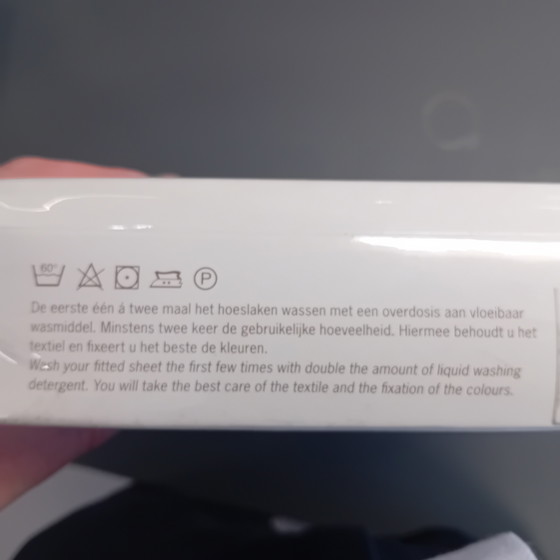 60°
P
De eerste één á twee maal het hoeslaken wassen met een overdosis aan vloeibaar
wasmiddel. Minstens twee keer de gebruikelijke hoeveelheid. Hiermee behoudt u het
textiel en fixeert u het beste de kleuren.
Wash your fitted sheet the first few times with double the amount of liquid washing
detergent. You will take the best care of the textile and the fixation of the colours.